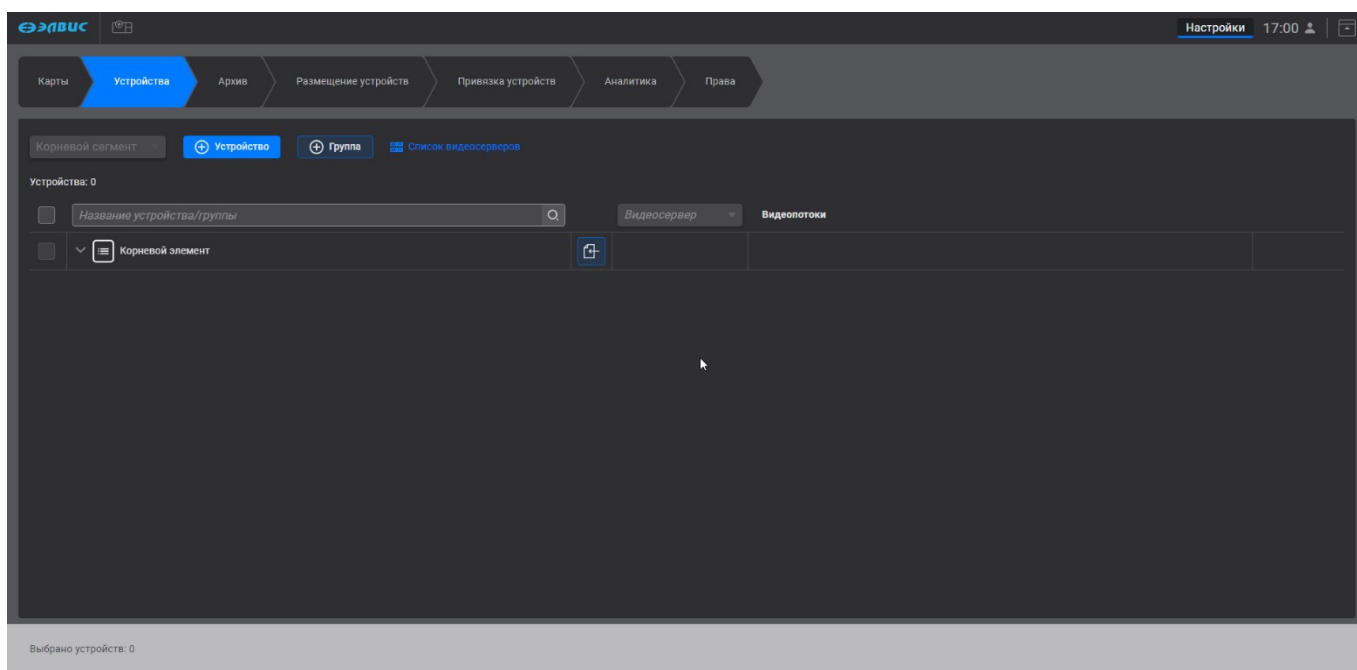 ЭЛВИС
Настройки 17:00
Карты Устройства Архив Размещение устройств Привязка устройств Аналитика Права
Корневой сегмент Устройство Группа Список видеосерверов
Устройства: 0
Название устройства/группы Видеосервер Видеопотоки
Корневой элемент
Выбрано устройств: 0